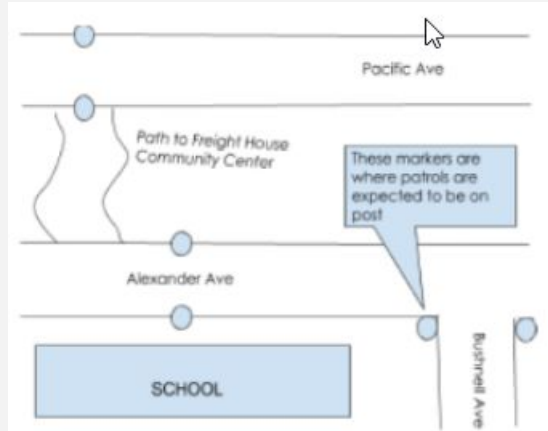 Pacific Ave
Path to Freight House
Community Center
These markers are
where patrols are
expected to be on
post
Alexander Ave
Bushnell Ave
SCHOOL